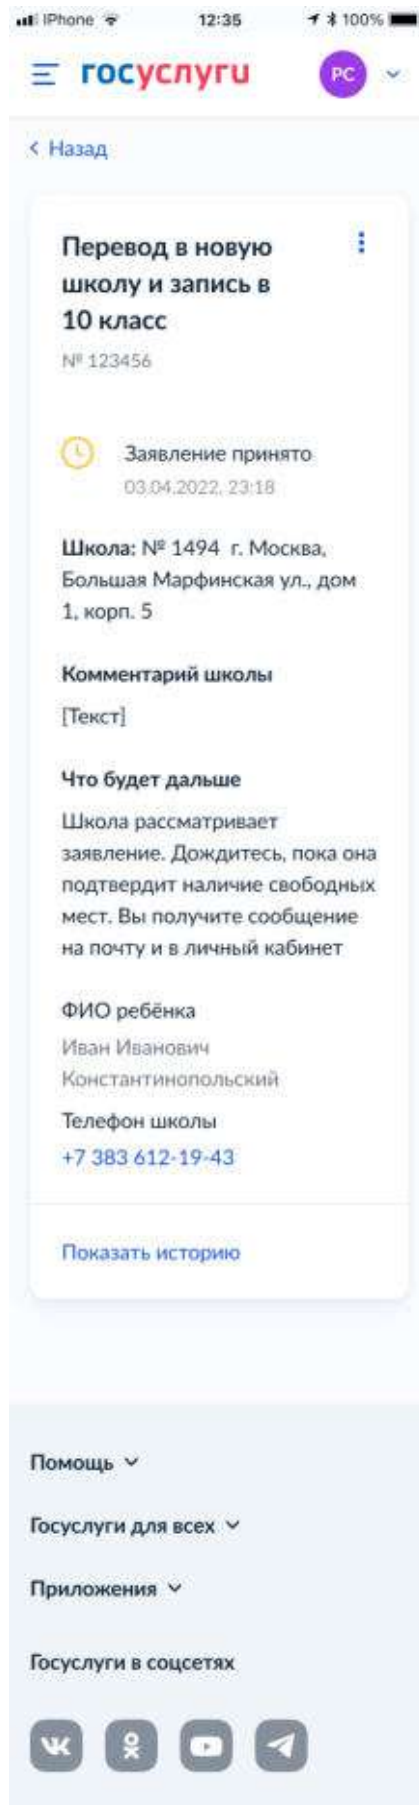 iPhone 12:35 100%
госуслуги РС
Назад
Перевод в новую
школу и запись в
10 класс
№ 123456
Заявление принято
03.04.2022, 23:18
Школа: № 1494 г. Москва,
Большая Марфинская ул., дом
1, корп. 5
Комментарий школы
[Текст]
Что будет дальше
Школа рассматривает
заявление. Дождитесь, пока она
подтвердит наличие свободных
мест. Вы получите сообщение
на почту и в личный кабинет
ФИО ребёнка
Иван Иванович
Константинопольский
Телефон школы
+7 383 612-19-43
Показать историю
Помощь
Госуслуги для всех
Приложения
Госуслуги в соцсетях